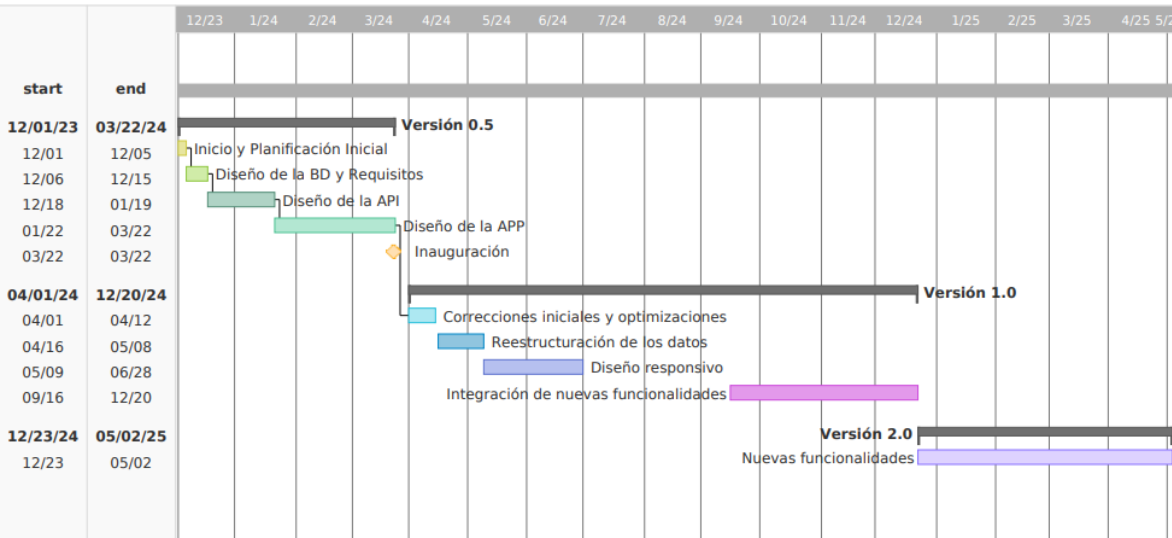 12/23 1/24 2/24 3/24 4/24 5/24 6/24 7/24 8/24 9/24 10/24 11/24 12/24 1/25 2/25 3/25 4/25
start end
12/01/23 03/22/24 Versión 0.5
12/01 12/05 Inicio y Planificación Inicial
12/06 12/15 Diseño de la BD y Requisitos
12/18 01/19 Diseño de la API
01/22 03/22 Diseño de la APP
03/22 03/22 Inauguración
04/01/24 12/20/24 Versión 1.0
04/01 04/12 Correcciones iniciales y optimizaciones
04/16 05/08 Reestructuración de los datos
05/09 06/28 Diseño responsivo
09/16 12/20 Integración de nuevas funcionalidades
12/23/24 05/02/25 Versión 2.0
12/23 05/02 Nuevas funcionalidades